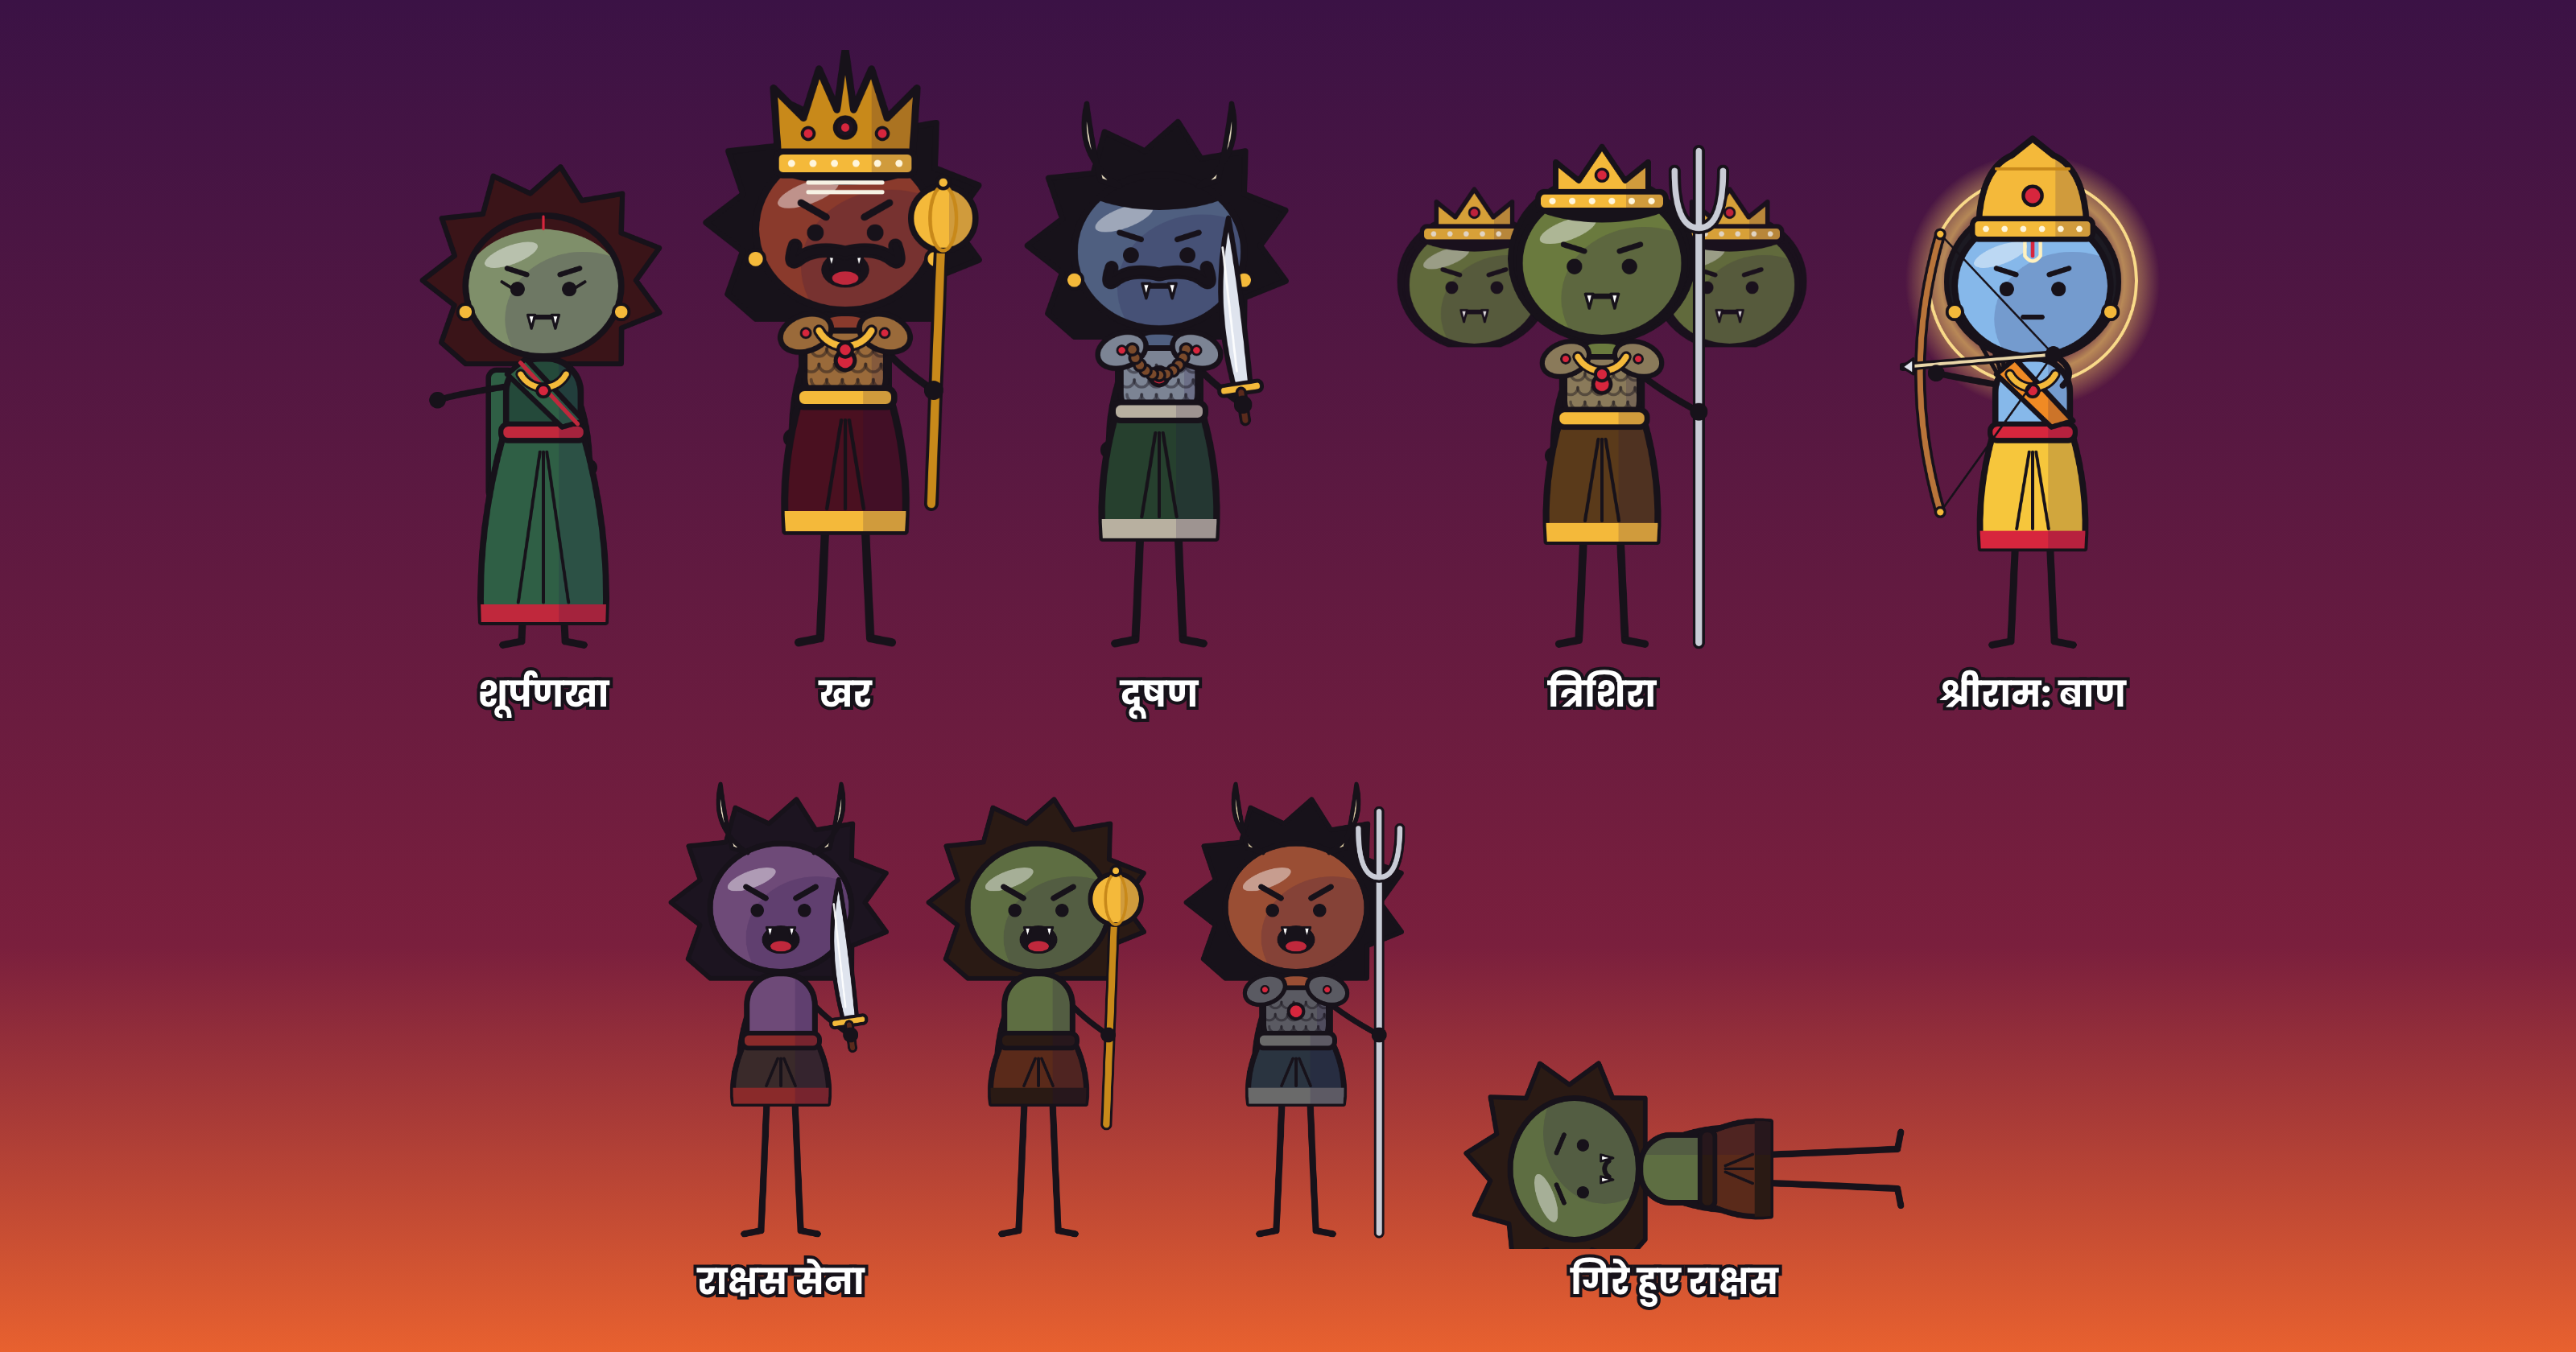 शूर्पणखा
खर
दूषण
त्रिशिरा
श्रीराम: बाण
राक्षस सेना
गिरे हुए राक्षस